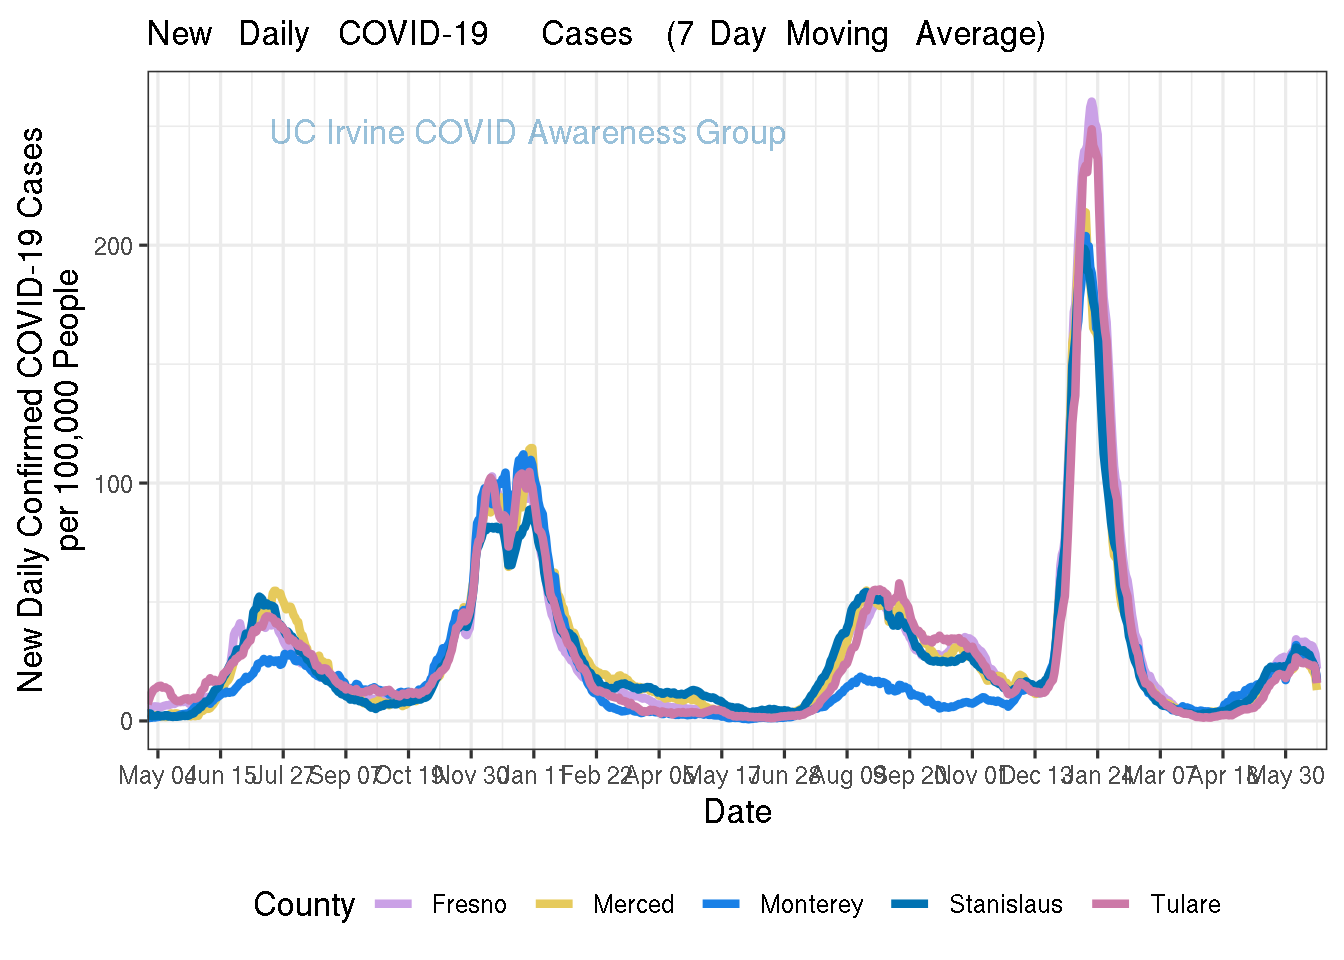 New Daily COVID-19 Cases (7 Day Moving Average)
UC Irvine COVID Awareness Group
New Daily Confirmed COVID-19 Cases
per 100,000 People
200
100
0
May 04 Jun 15 Jul 27 Sep 07 Oct 19 Nov 30 Jan 11 Feb 22 Apr 05 May 17 Jun 28 Aug 09 Sep 20 Nov 01 Dec 13 Jan 24 Mar 07 Apr 18 May 30
Date
County Fresno Merced Monterey Stanislaus Tulare